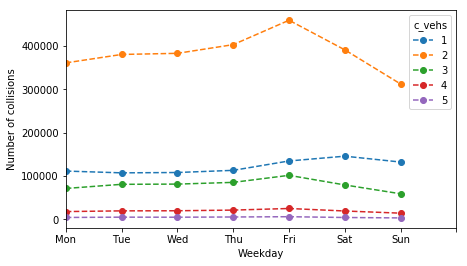 c_vehs
1
2
3
4
5
400000
300000
200000
100000
0
Number of collisions
Mon Tue Wed Thu Fri Sat Sun
Weekday